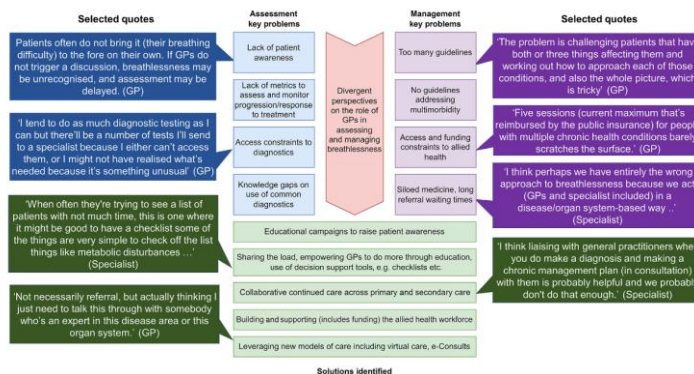 Selected quotes
Patients often do not bring it (their breathing
difficulty) to the fore on their own. If GPs do
not trigger a discussion, breathlessness may
be unrecognised, and assessment may be
delayed. (GP)
'I tend to do as much diagnostic testing as I
can but there'll be a number of tests I'll send
to a specialist because I either can't access
them, or I might not have realised what's
needed because it's something unusual' (GP)
'When often they're trying to see a list of
patients with not much time, this is one where
it might be good to have a checklist some of
the things are very simple to check off the list
things like metabolic disturbances …'
(Specialist)
'Not necessarily referral, but actually thinking I
just need to talk this through with somebody
who's an expert in this disease area or this
organ system.' (GP)
Assessment
key problems
Lack of patient
awareness
Lack of metrics to
assess and monitor
progression/response
to treatment
Access constraints to
diagnostics
Knowledge gaps on
use of common
diagnostics
Divergent
perspectives on
the role of
GPs in
assessing
and managing
breathlessness
Management
key problems
Too many guidelines
No guidelines
addressing
multimorbidity
Access and funding
constraints to allied
health
Siloed medicine, long
referral waiting times
Selected quotes
'The problem is challenging patients that have
both or three things affecting them and
working out how to approach each of those
conditions, and also the whole picture, which
is tricky' (GP)
'Five sessions (current maximum that's
reimbursed by the public insurance) for people
with multiple chronic health conditions barely
scratches the surface.' (GP)
'I think perhaps we have entirely the wrong
approach to breathlessness because we act
(GPs and specialist included) in a
disease/organ system-based way ..'
(Specialist)
'I think liaising with general practitioners when
you do make a diagnosis and making a
chronic management plan (in consultation)
with them is probably helpful and we probably
don't do that enough.' (Specialist)
Educational campaigns to raise patient awareness
Sharing the load, empowering GPs to do more through education,
use of decision support tools, e.g. checklists etc.
Collaborative continued care across primary and secondary care
Building and supporting (includes funding) the allied health workforce
Leveraging new models of care including virtual care, e-Consults
Solutions identified